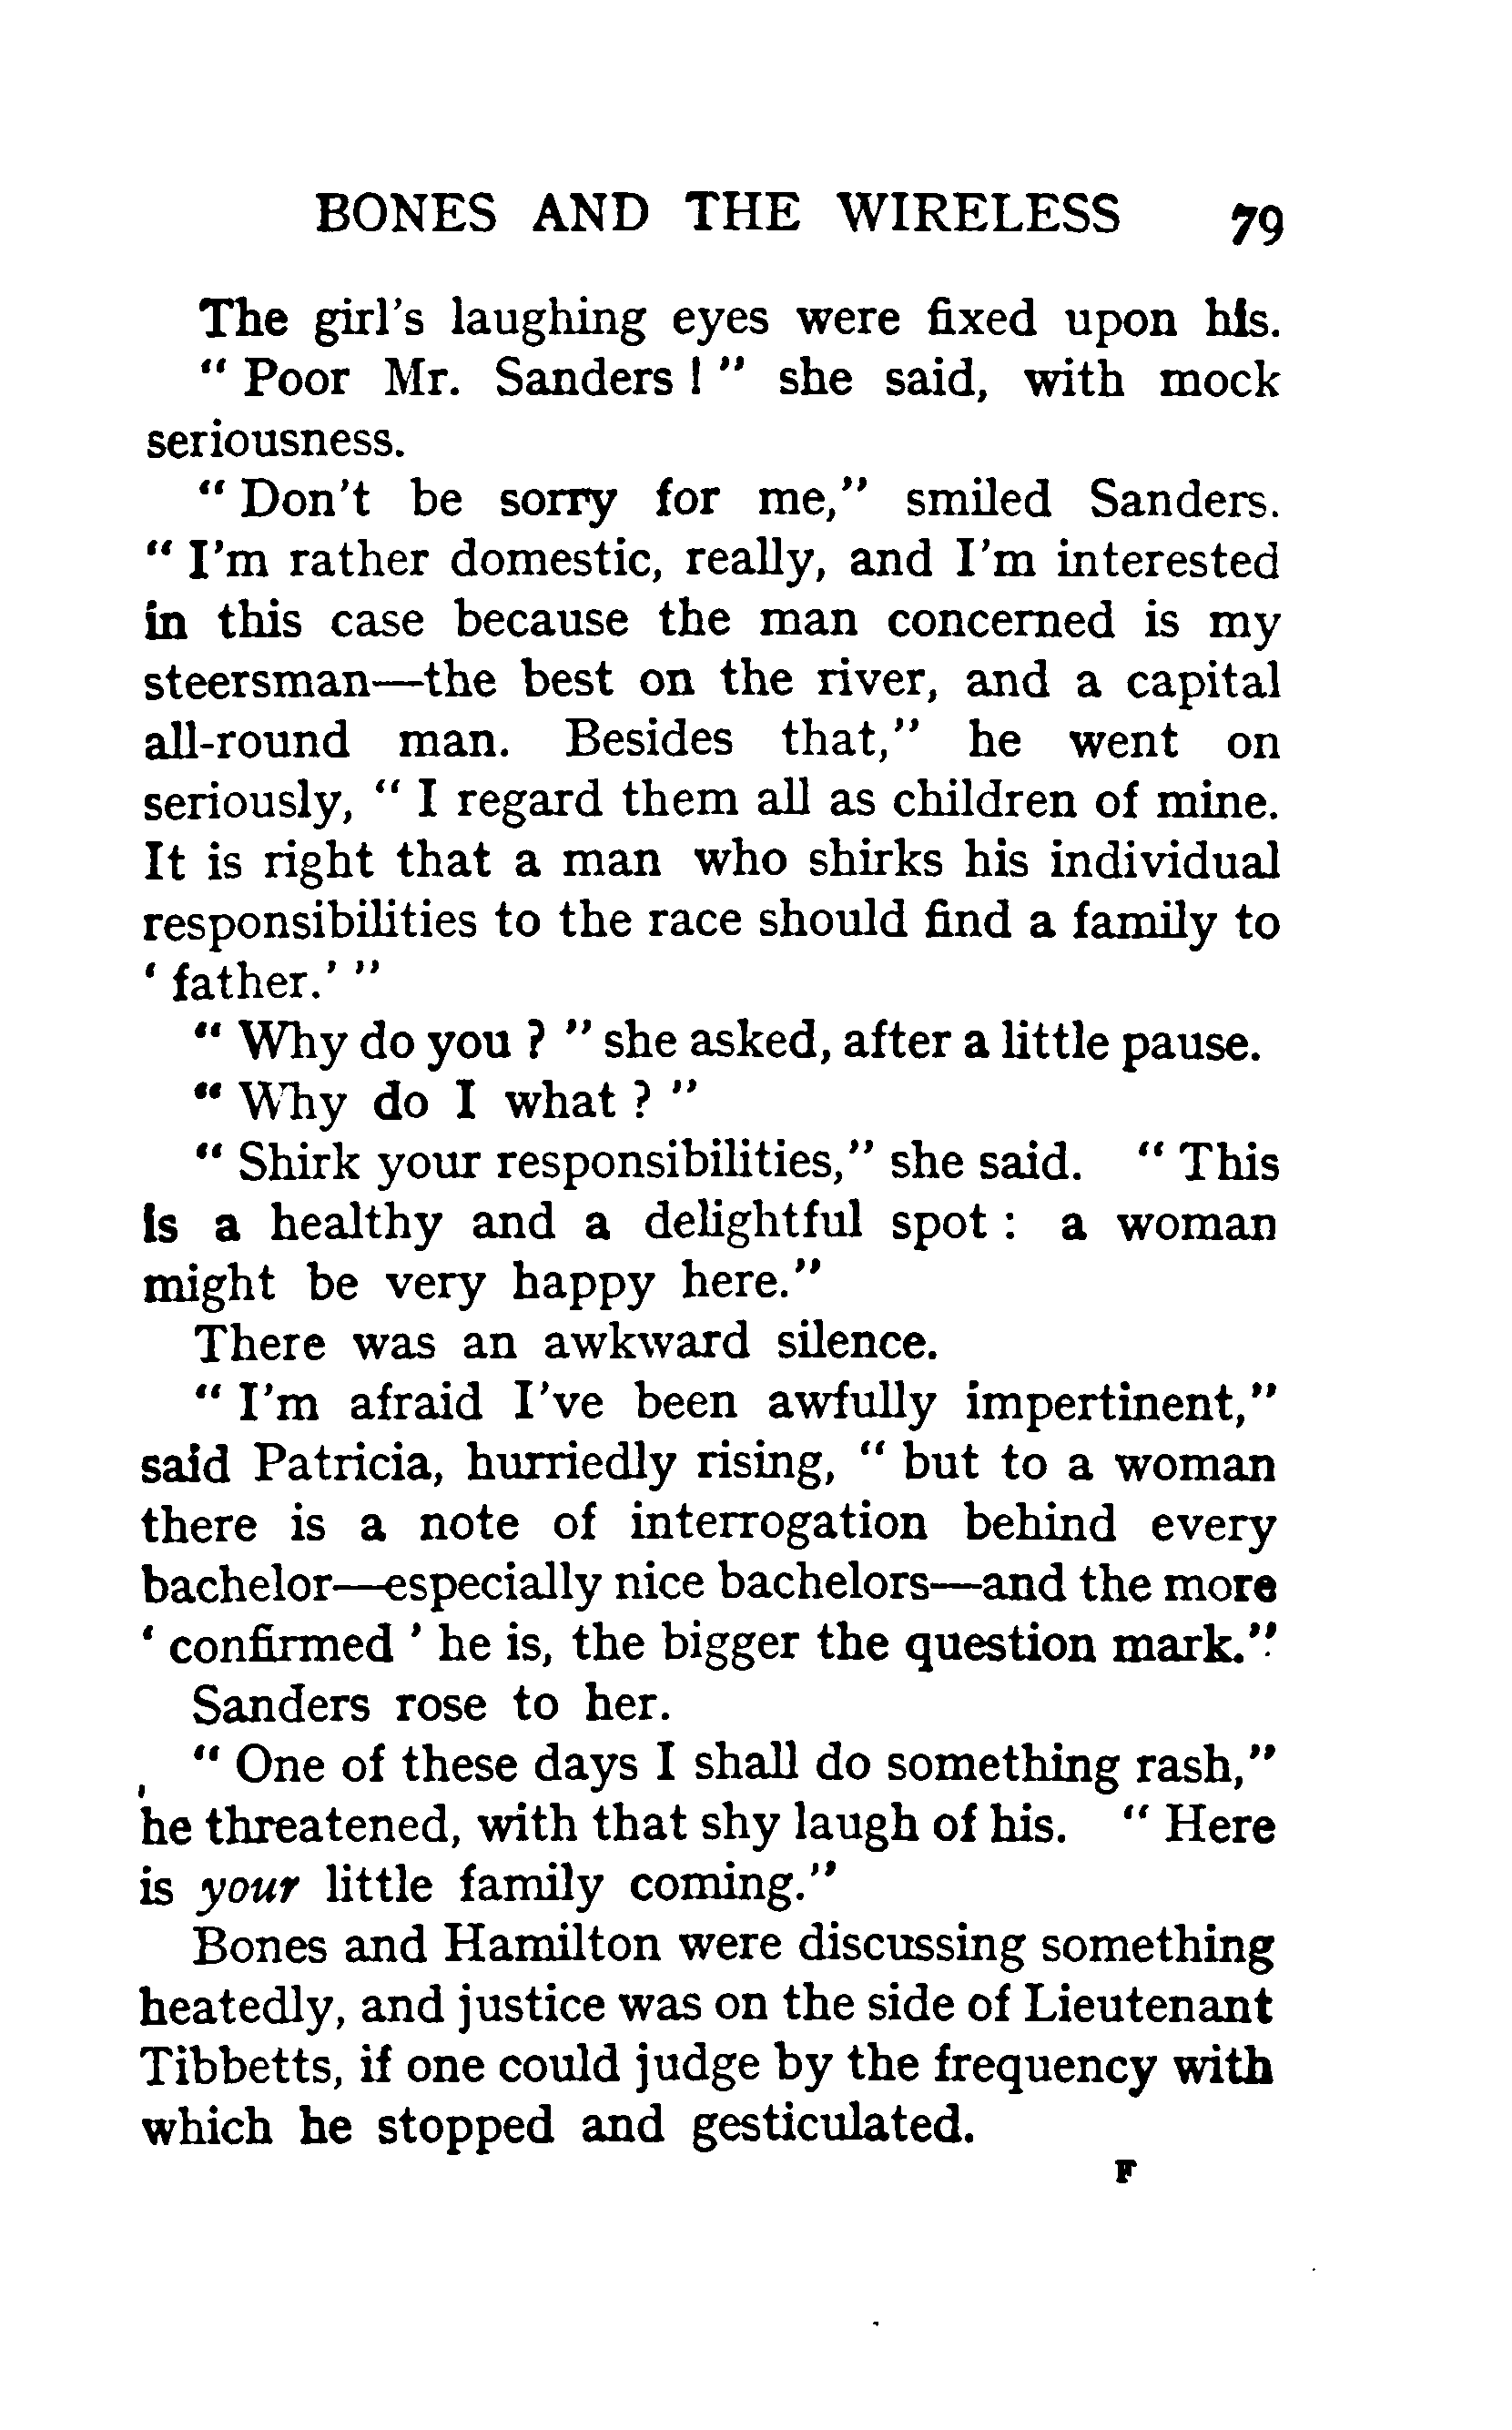 BONES AND THE WIRELESS 79
The girl's laughing eyes were fixed upon his.
" Poor Mr. Sanders ! " she said, with mock
seriousness.
" Don't be sorry for me," smiled Sanders.
" I'm rather domestic, really, and I'm interested
in this case because the man concerned is my
steersman—the best on the river, and a capital
all-round man. Besides that," he went on
seriously, " I regard them all as children of mine.
It is right that a man who shirks his individual
responsibilities to the race should find a family to
' father.' "
" Why do you ? " she asked, after a little pause.
" Why do I what ? "
" Shirk your responsibilities," she said. " This
is a healthy and a delightful spot : a woman
might be very happy here."
There was an awkward silence.
" I'm afraid I've been awfully impertinent,"
said Patricia, hurriedly rising, " but to a woman
there is a note of interrogation behind every
bachelor—especially nice bachelors—and the more
' confirmed ' he is, the bigger the question mark."
Sanders rose to her.
" One of these days I shall do something rash,"
he threatened, with that shy laugh of his. " Here
is your little family coming."
Bones and Hamilton were discussing something
heatedly, and justice was on the side of Lieutenant
Tibbetts, if one could judge by the frequency with
which he stopped and gesticulated.
F